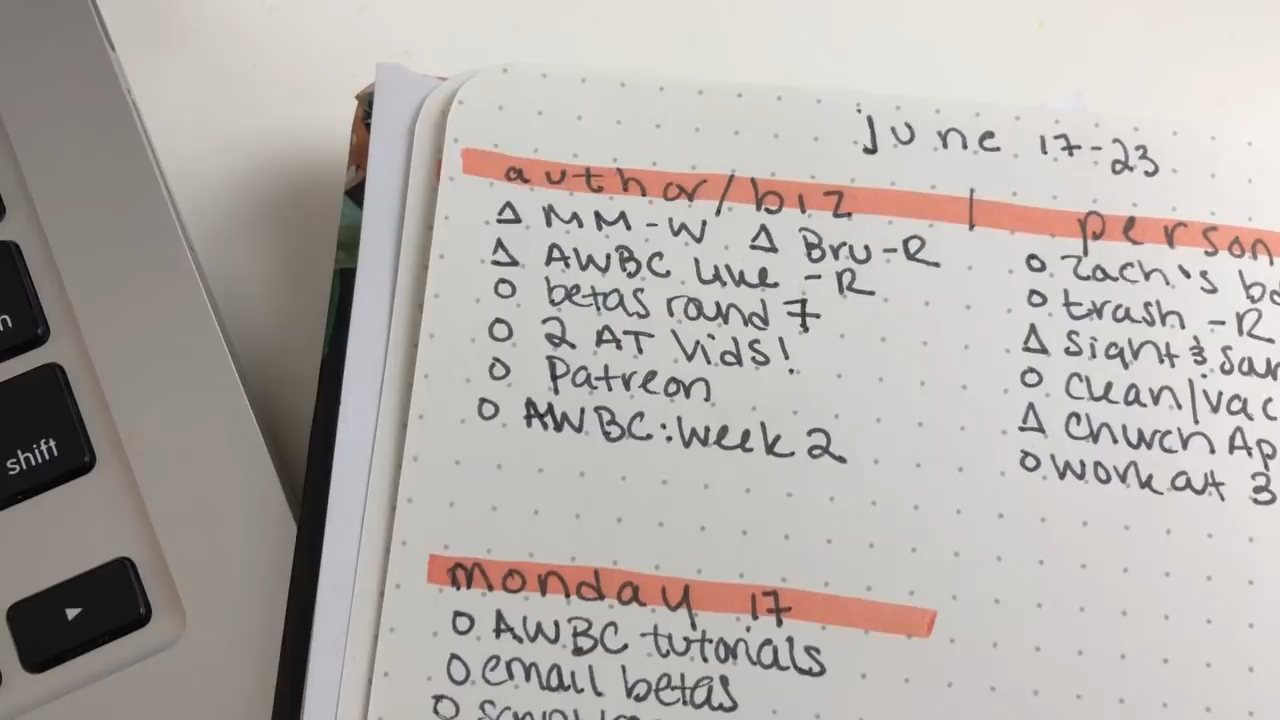 june 17-23
author/biz | person
Δ MM-W Δ Bru-R
Δ AWBC live -R
o betas round 7
o 2 AT Vids!
o Patreon
o AWBC: week 2
o Zach's
o trash -R
Δ Sight &
o clean/vac
Δ Church
o work at 3
monday 17
o AWBC tutorials
o email betas
shift